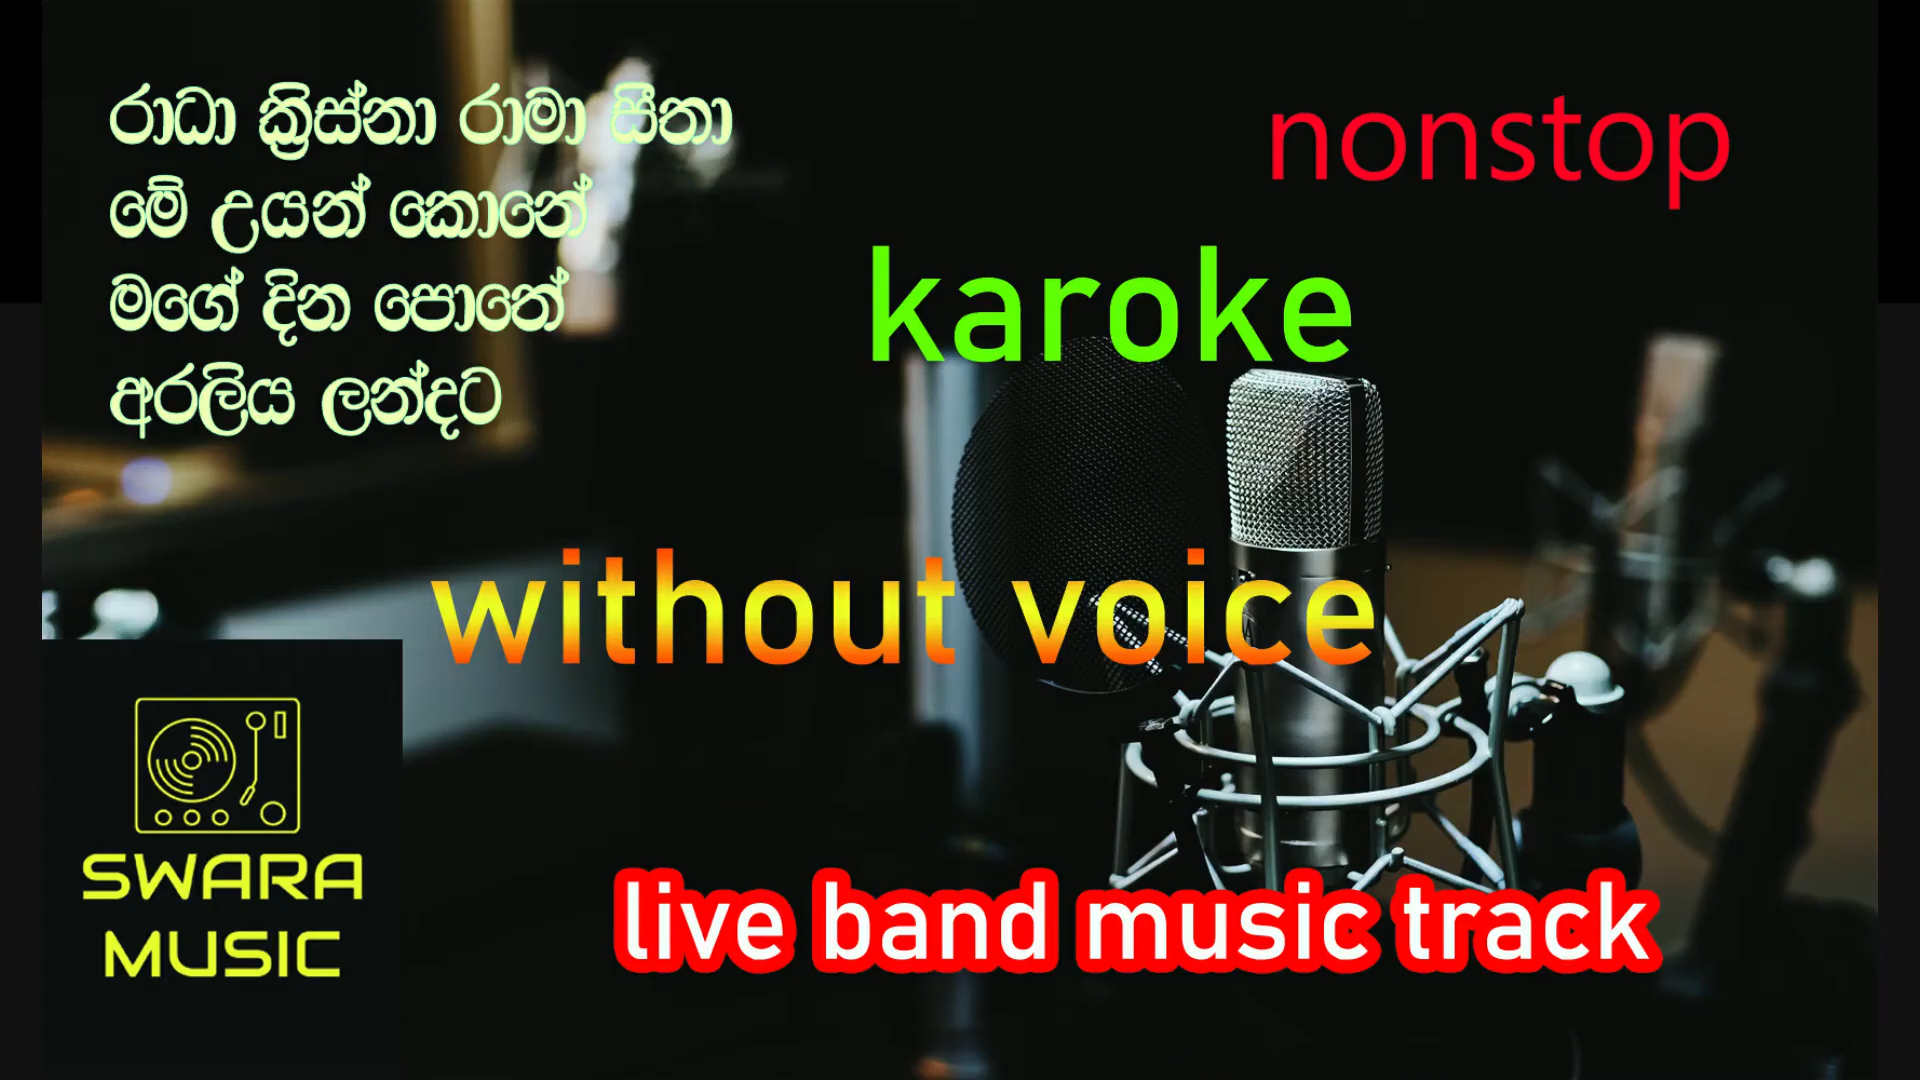 රාධා ක්‍රිස්නා රාමා සීතා
මේ උයන් කොනේ
මගේ දින පොතේ
අරලිය ලන්දට
nonstop
karoke
without voice
SWARA
MUSIC
live band music track